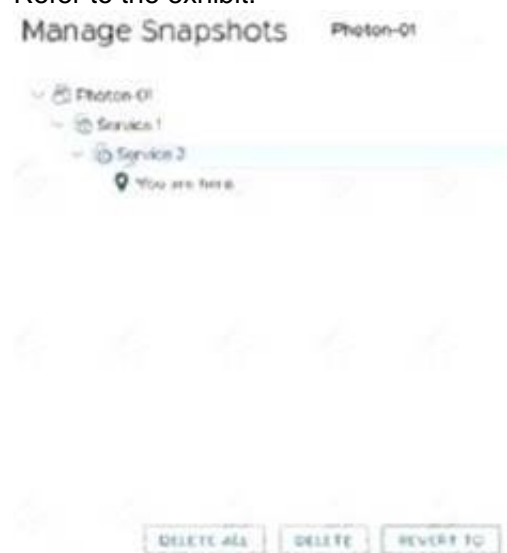 Refer to the exhibit.
Manage Snapshots Photon-01
Photon-01
Service 1
Service 2
You are here
DELETE ALL DELETE REVERT TO